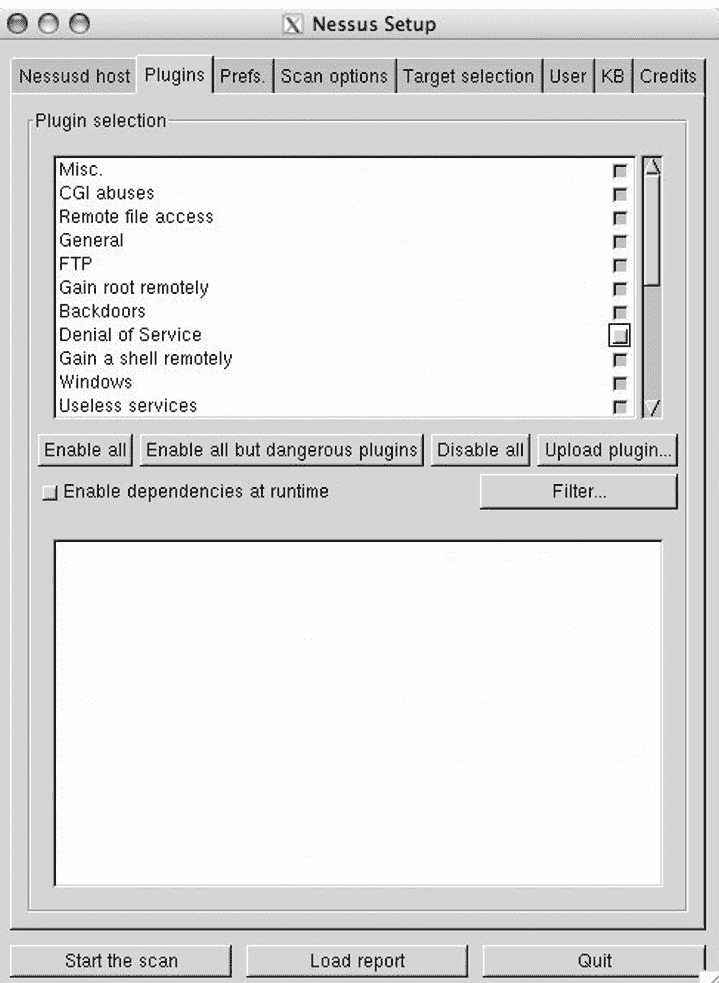 Nessus Setup
Nessusd host Plugins Prefs. Scan options Target selection User KB Credits
Plugin selection
Misc.
CGI abuses
Remote file access
General
FTP
Gain root remotely
Backdoors
Denial of Service
Gain a shell remotely
Windows
Useless services
Enable all Enable all but dangerous plugins Disable all Upload plugin...
Enable dependencies at runtime Filter...
Start the scan Load report Quit